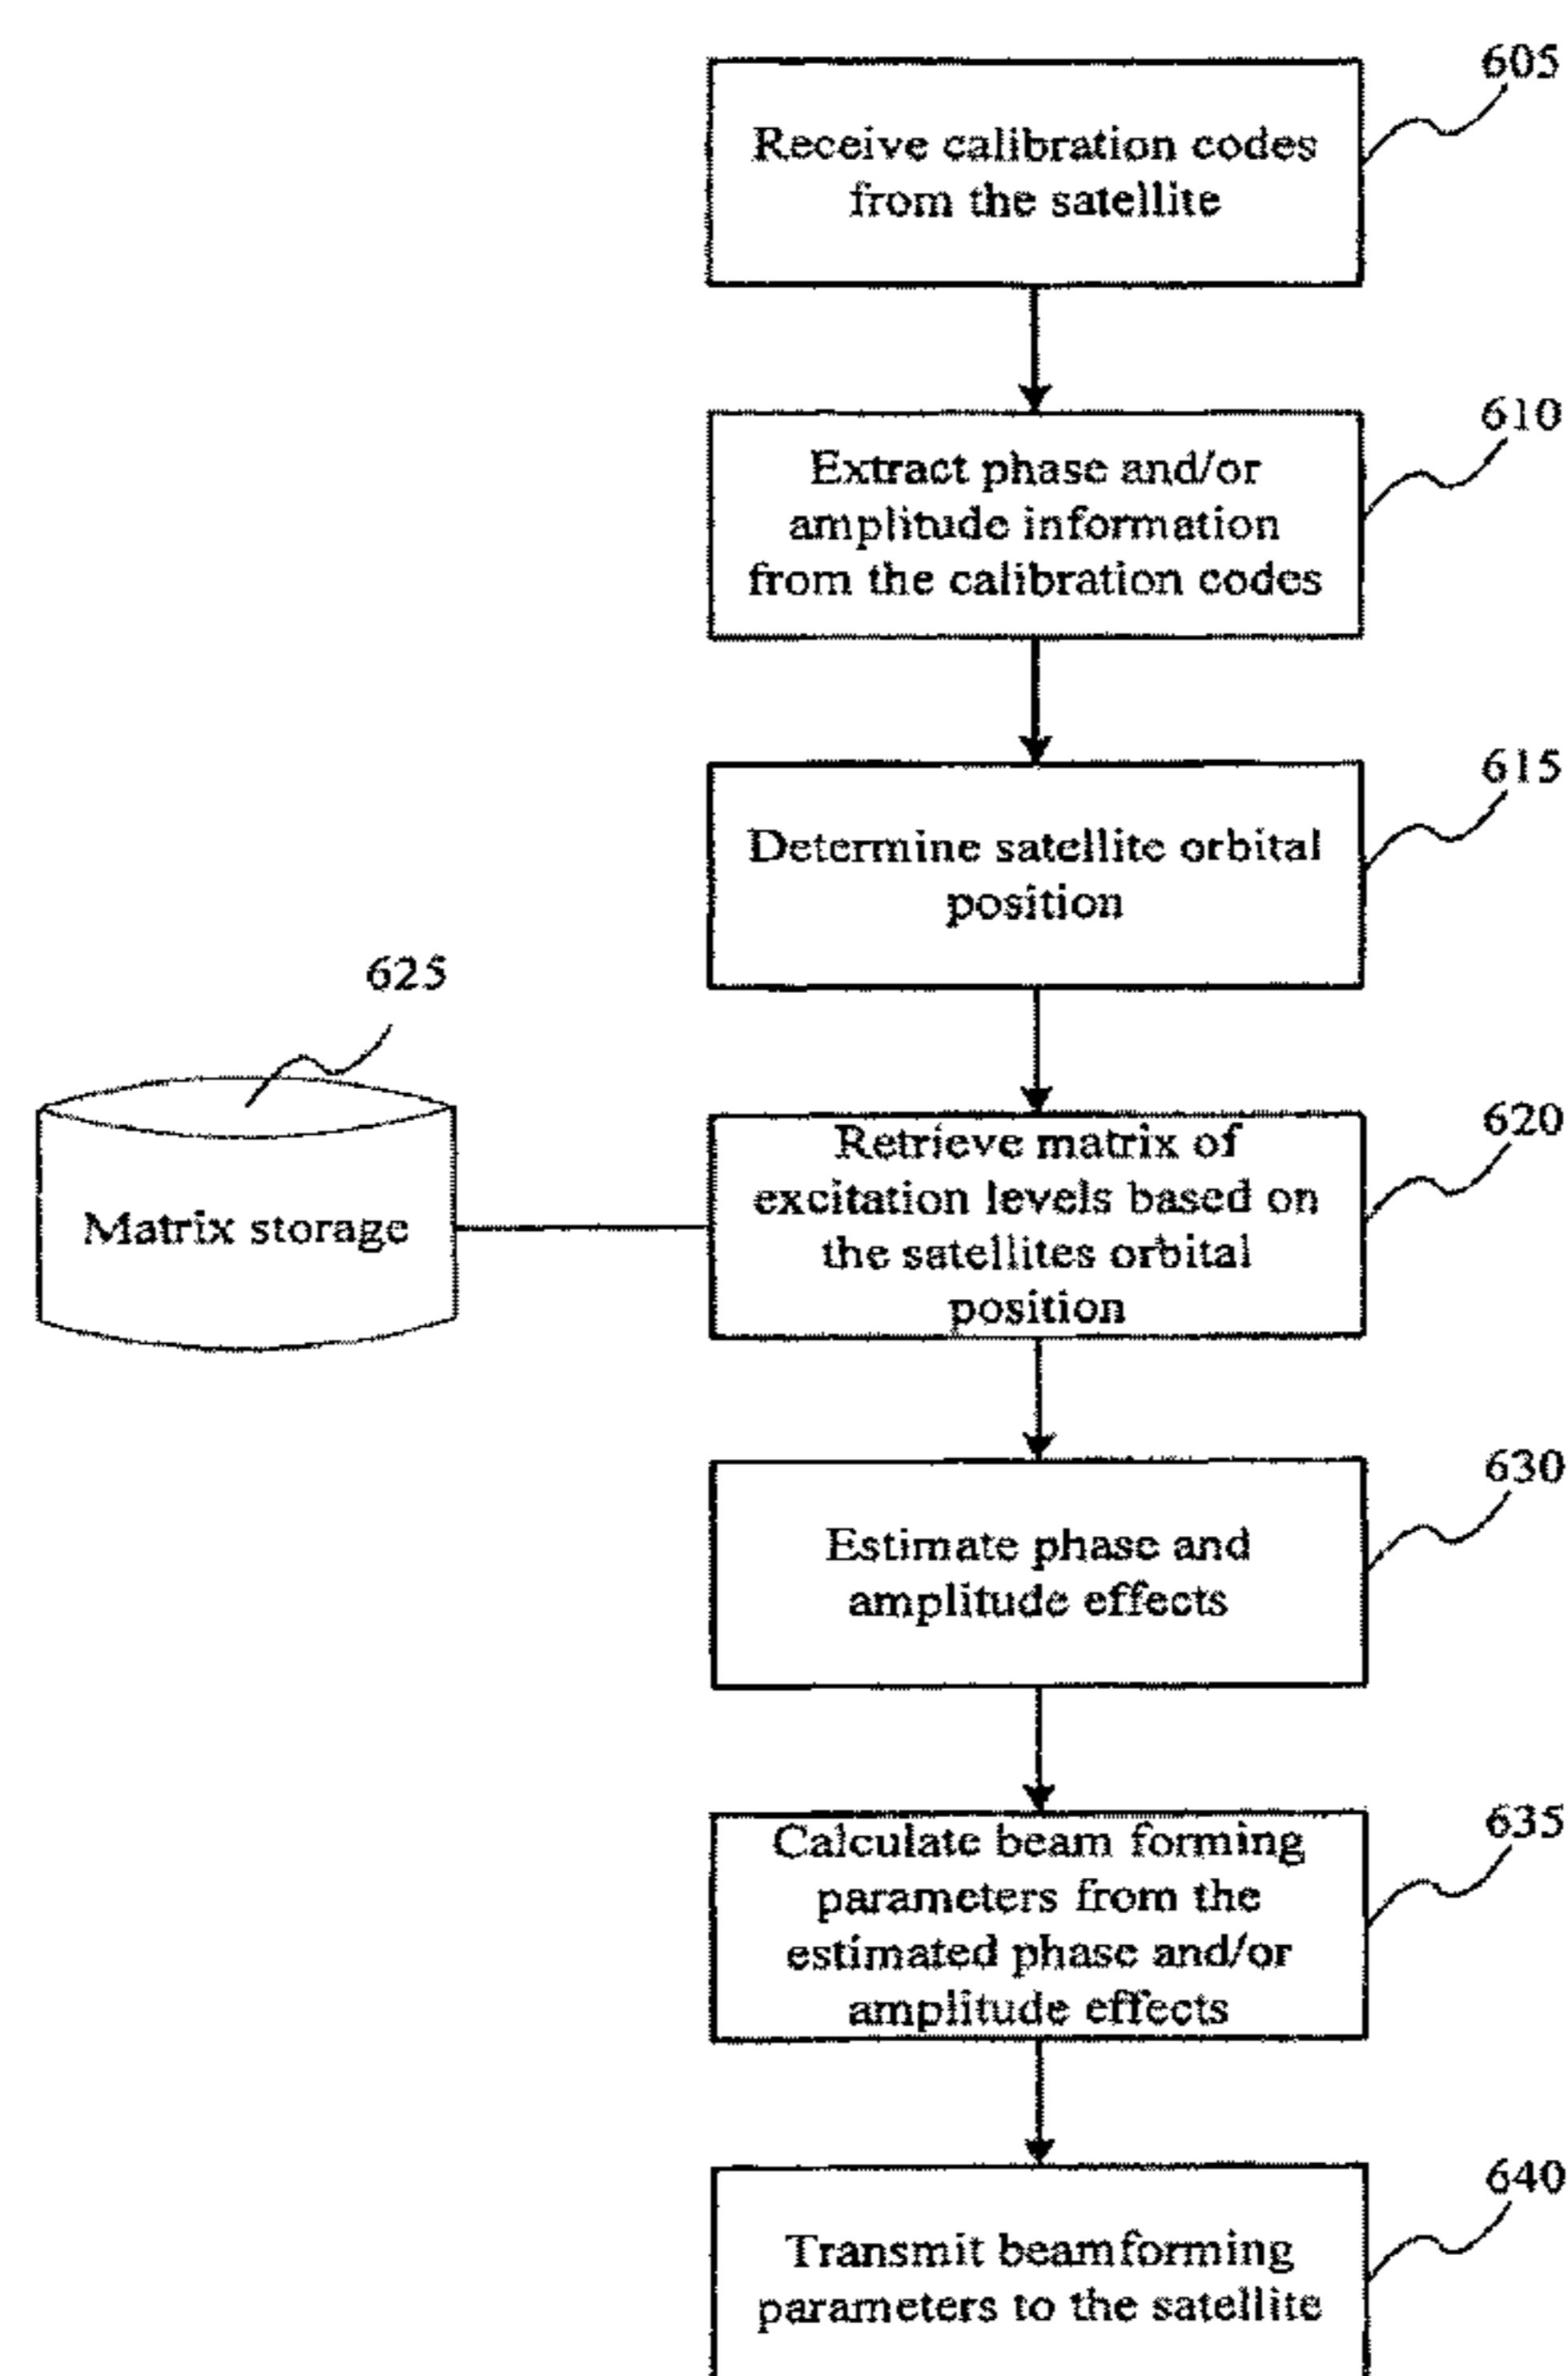 605
Receive calibration codes
from the satellite
610
Extract phase and/or
amplitude information
from the calibration codes
615
Determine satellite orbital
position
625
Matrix storage
620
Retrieve matrix of
excitation levels based on
the satellites orbital
position
630
Estimate phase and
amplitude effects
635
Calculate beam forming
parameters from the
estimated phase and/or
amplitude effects
640
Transmit beamforming
parameters to the satellite